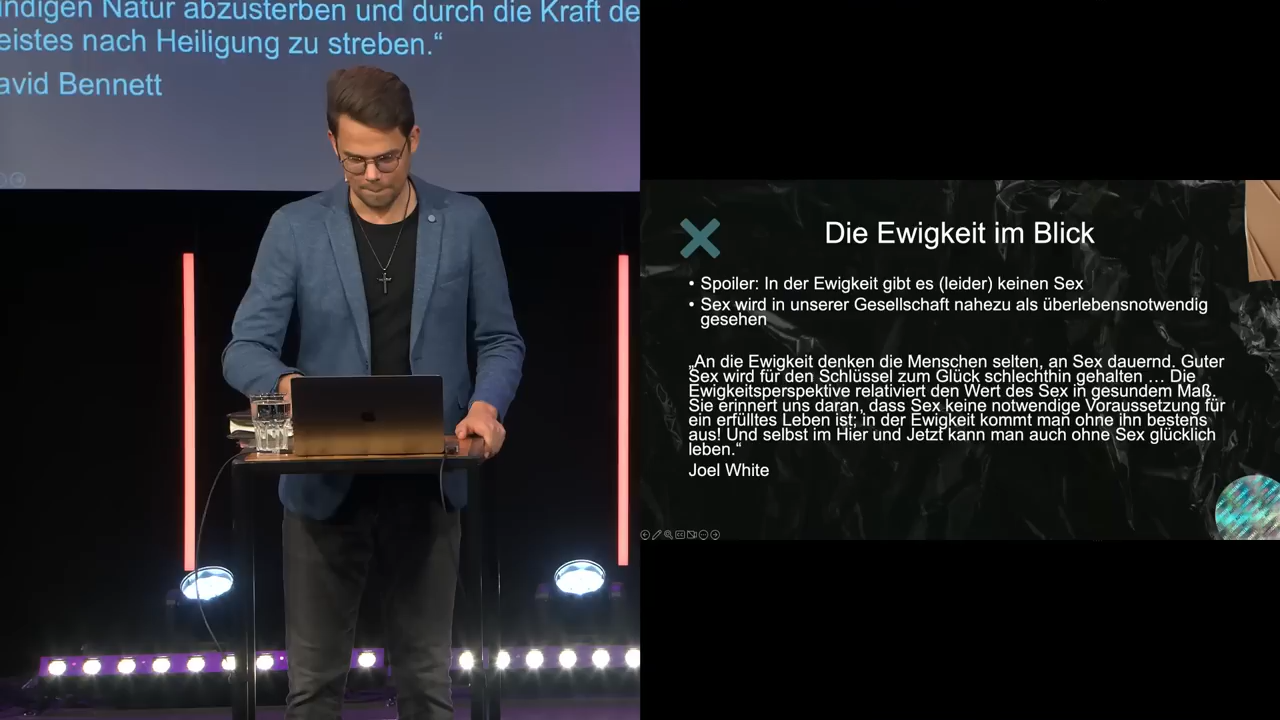 ndigen Natur abzusterben und durch die Kraft de
eistes nach Heiligung zu streben.“
avid Bennett
Die Ewigkeit im Blick
• Spoiler: In der Ewigkeit gibt es (leider) keinen Sex
• Sex wird in unserer Gesellschaft nahezu als überlebensnotwendig
gesehen
„An die Ewigkeit denken die Menschen selten, an Sex dauernd. Guter
Sex wird für den Schlüssel zum Glück schlechthin gehalten … Die
Ewigkeitsperspektive relativiert den Wert des Sex in gesundem Maß.
Sie erinnert uns daran, dass Sex keine notwendige Voraussetzung für
ein erfülltes Leben ist; in der Ewigkeit kommt man ohne ihn bestens
aus! Und selbst im Hier und Jetzt kann man auch ohne Sex glücklich
leben.“
Joel White